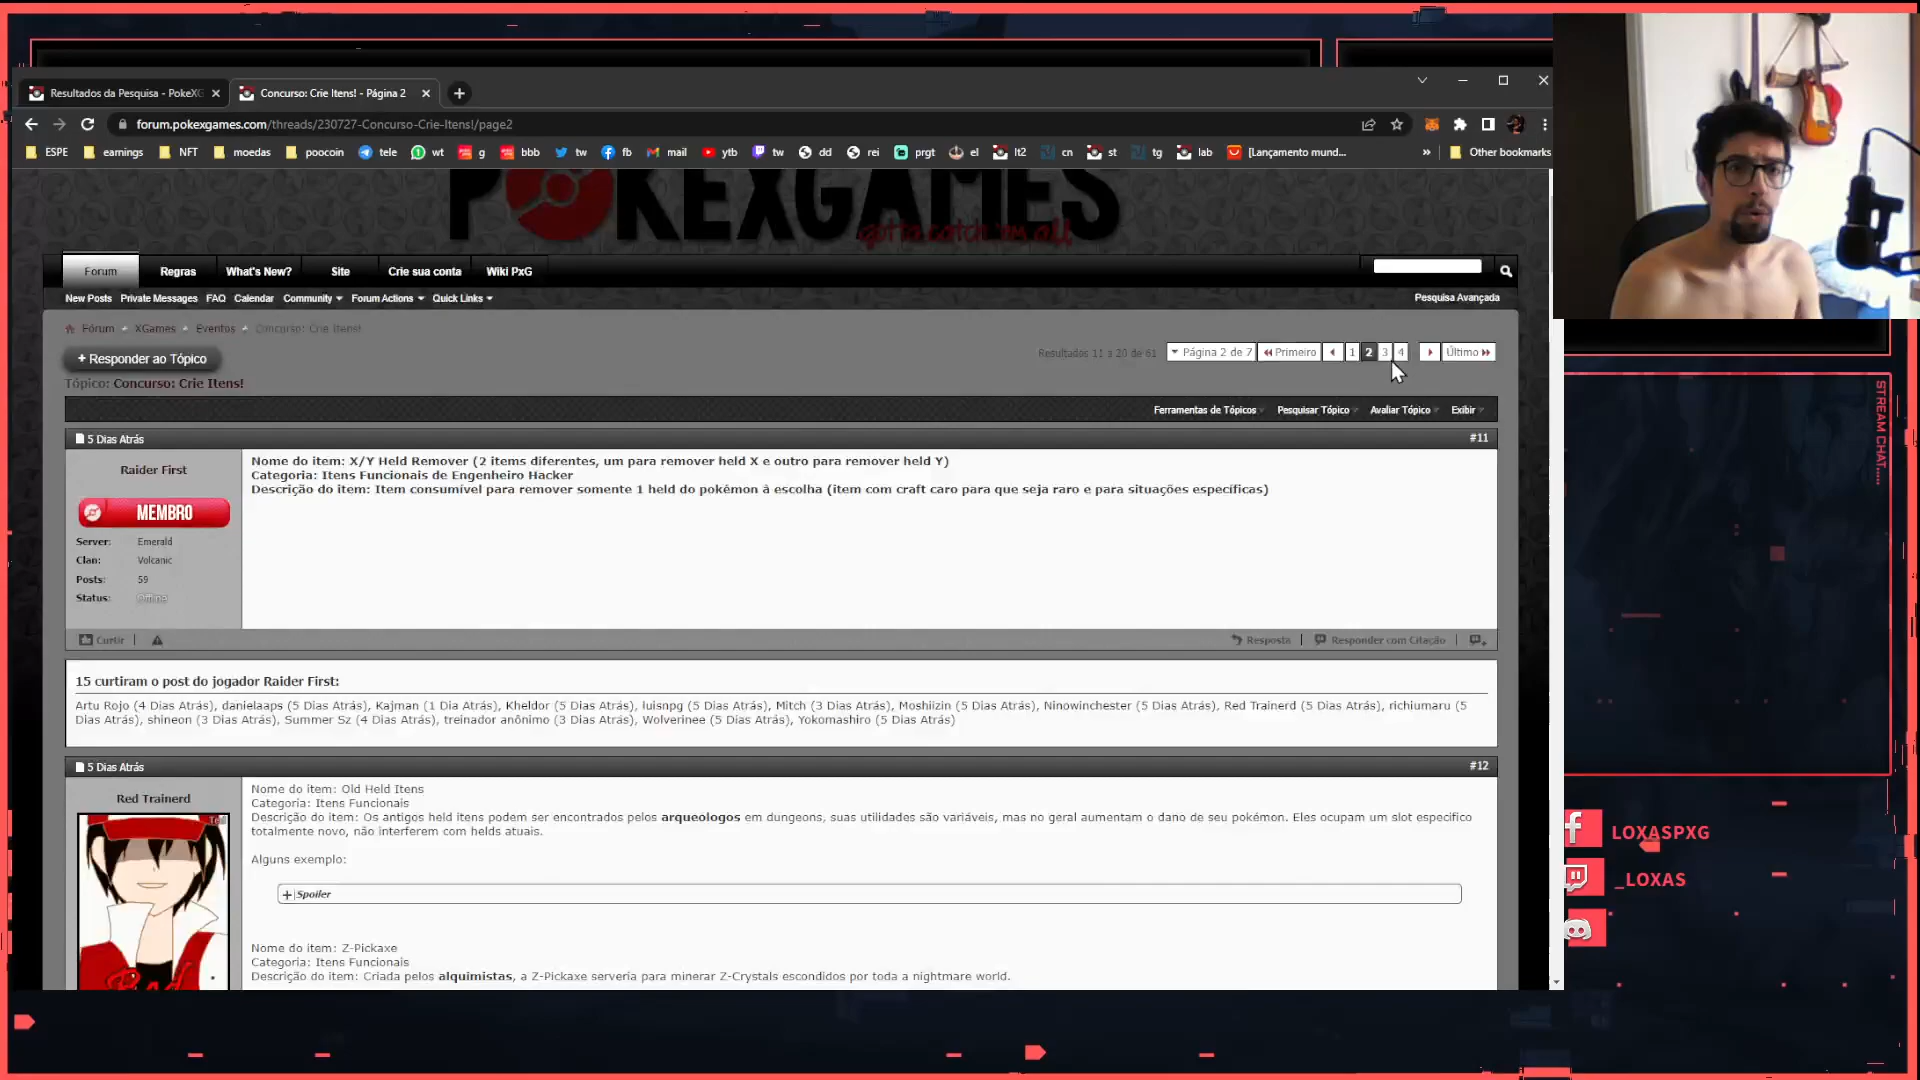 Resultados da Pesquisa - PokeXG
Concurso: Crie Itens! - Página 2
forum.pokexgames.com/threads/230727-Concurso-Crie-Itens!/page2
ESPE earnings NFT moedas poocoin tele wt g bbb tw fb mail ytb tw dd rei prgt el lt2 cn st tg lab [Lançamento mund... » Other bookmarks
POKEXGAMES
gotta catch 'em all
Forum Regras What's New? Site Crie sua conta Wiki PxG
New Posts Private Messages FAQ Calendar Community Forum Actions Quick Links Pesquisa Avançada
Fórum XGames Eventos Concurso: Crie Itens!
+ Responder ao Tópico
Resultados 11 a 20 de 61 Página 2 de 7 Primeiro 1 2 3 4 Último
Tópico: Concurso: Crie Itens!
Ferramentas de Tópicos Pesquisar Tópico Avaliar Tópico Exibir
5 Dias Atrás #11
Raider First
MEMBRO
Server: Emerald
Clan: Volcanic
Posts: 59
Status: Offline
Nome do item: X/Y Held Remover (2 items diferentes, um para remover held X e outro para remover held Y)
Categoria: Itens Funcionais de Engenheiro Hacker
Descrição do item: Item consumível para remover somente 1 held do pokémon à escolha (item com craft caro para que seja raro e para situações específicas)
Curtir Resposta Responder com Citação
15 curtiram o post do jogador Raider First:
Artu Rojo (4 Dias Atrás), danielaaps (5 Dias Atrás), Kajman (1 Dia Atrás), Kheldor (5 Dias Atrás), luisnpg (5 Dias Atrás), Mitch (3 Dias Atrás), Moshiizin (5 Dias Atrás), Ninowinchester (5 Dias Atrás), Red Trainerd (5 Dias Atrás), richiumaru (5
Dias Atrás), shineon (3 Dias Atrás), Summer Sz (4 Dias Atrás), treinador anônimo (3 Dias Atrás), Wolverinee (5 Dias Atrás), Yokomashiro (5 Dias Atrás)
5 Dias Atrás #12
Red Trainerd
Red
Nome do item: Old Held Itens
Categoria: Itens Funcionais
Descrição do item: Os antigos held itens podem ser encontrados pelos arqueologos em dungeons, suas utilidades são variáveis, mas no geral aumentam o dano de seu pokémon. Eles ocupam um slot especifico
totalmente novo, não interferem com helds atuais.
Alguns exemplo:
Spoiler
Nome do item: Z-Pickaxe
Categoria: Itens Funcionais
Descrição do item: Criada pelos alquimistas, a Z-Pickaxe serveria para minerar Z-Crystals escondidos por toda a nightmare world.
STREAM CHAT....
LOXASPXG
_LOXAS